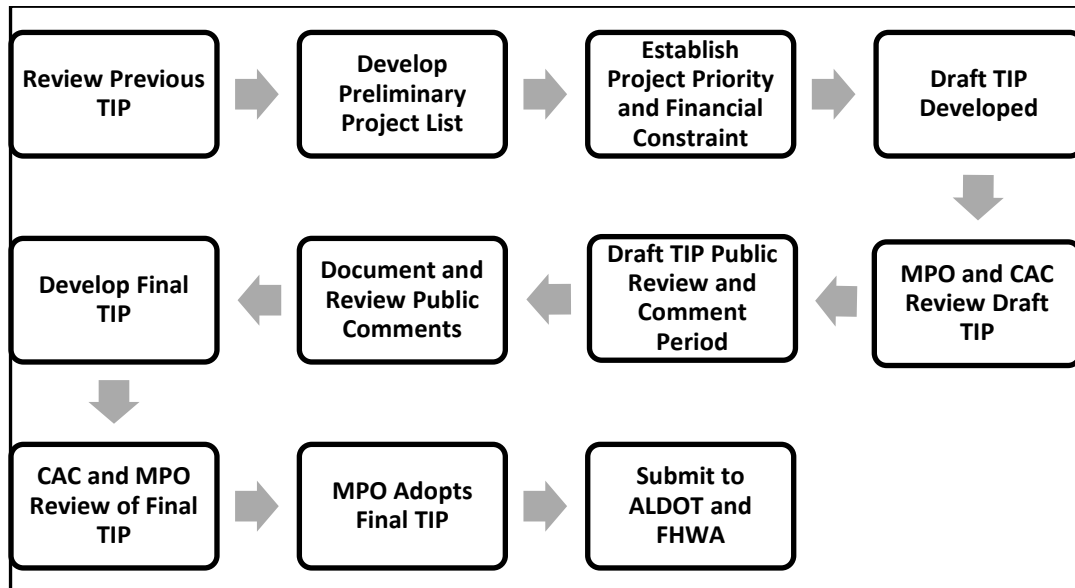 Review Previous
TIP
Develop
Preliminary
Project List
Establish
Project Priority
and Financial
Constraint
Draft TIP
Developed
MPO and CAC
Review Draft
TIP
Draft TIP Public
Review and
Comment
Period
Document and
Review Public
Comments
Develop Final
TIP
CAC and MPO
Review of Final
TIP
MPO Adopts
Final TIP
Submit to
ALDOT and
FHWA